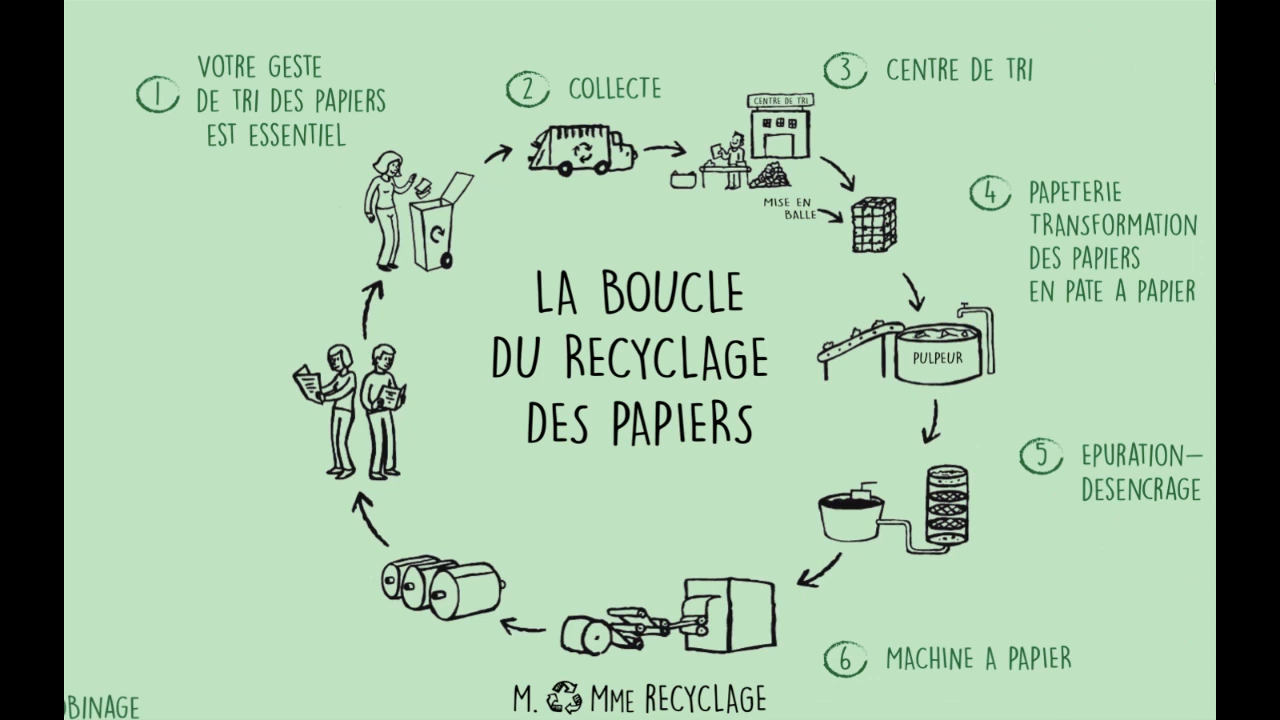 1 VOTRE GESTE
DE TRI DES PAPIERS
EST ESSENTIEL
2 COLLECTE
3 CENTRE DE TRI
CENTRE DE TRI
MISE EN
BALLE
4 PAPETERIE
TRANSFORMATION
DES PAPIERS
EN PATE A PAPIER
LA BOUCLE
DU RECYCLAGE
DES PAPIERS
PULPEUR
5 EPURATION–
DESENCRAGE
6 MACHINE A PAPIER
M. MME RECYCLAGE